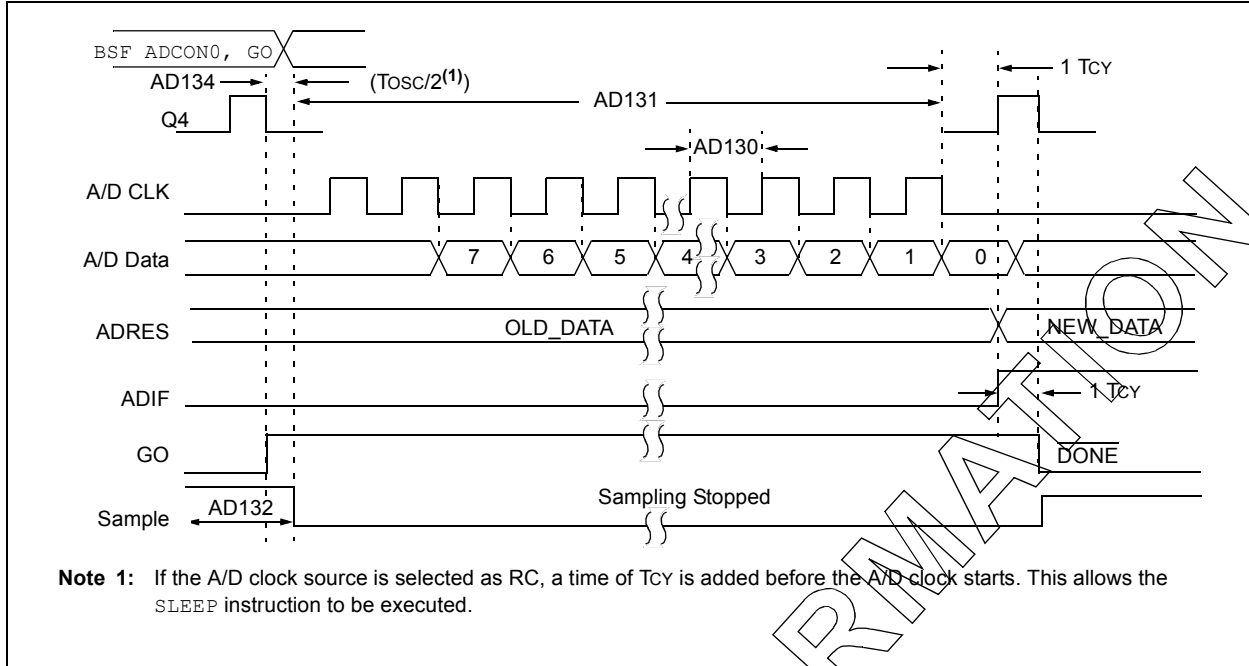 BSF ADCON0, GO
AD134
(TOSC/2(1))
1 TCY
AD131
Q4
AD130
A/D CLK
A/D Data
7 6 5 4 3 2 1 0
ADRES
OLD_DATA
NEW_DATA
ADIF
1 TCY
GO
DONE
AD132
Sampling Stopped
Sample
Note 1: If the A/D clock source is selected as RC, a time of TCY is added before the A/D clock starts. This allows the
SLEEP instruction to be executed.
RMATION